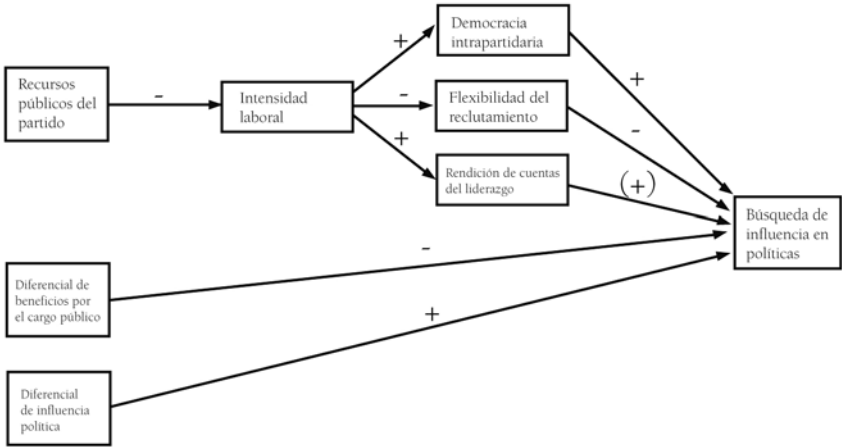 Democracia
intrapartidaria
+
+
Recursos
públicos del
partido
-
Intensidad
laboral
-
Flexibilidad del
reclutamiento
-
+
Rendición de cuentas
del liderazgo
(+)
Búsqueda de
influencia en
políticas
-
Diferencial de
beneficios por
el cargo público
+
Diferencial
de influencia
política